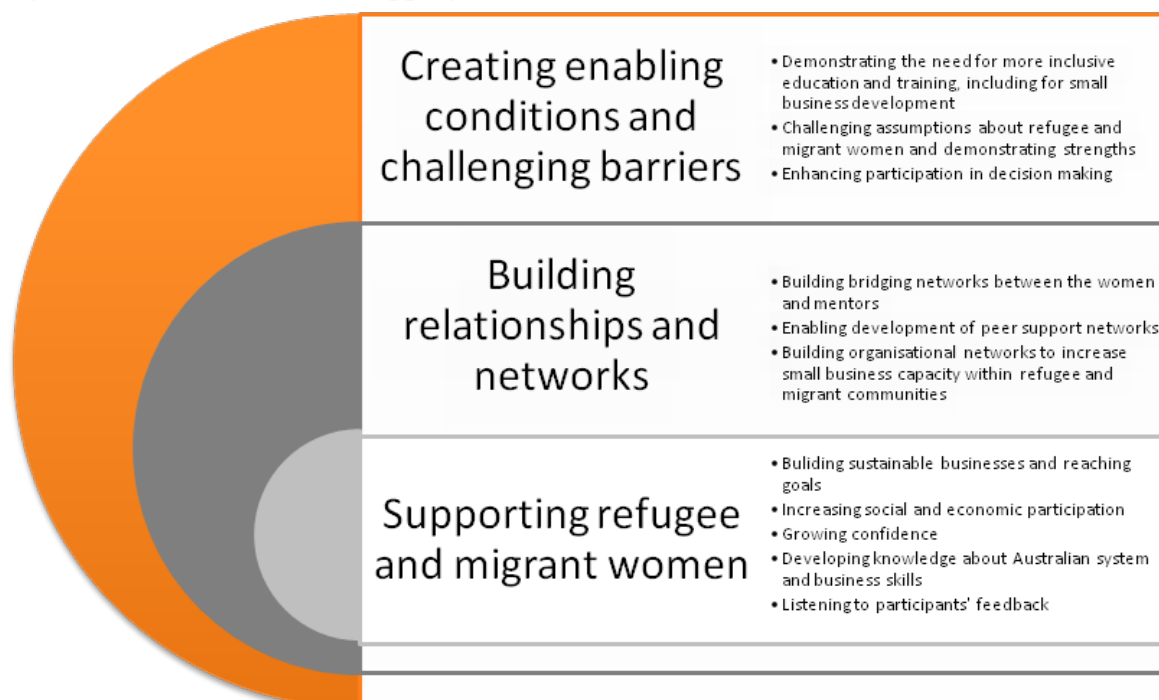 Creating enabling
conditions and
challenging barriers
• Demonstrating the need for more inclusive
education and training, including for small
business development
• Challenging assumptions about refugee and
migrant women and demonstrating strengths
• Enhancing participation in decision making
Building
relationships and
networks
• Building bridging networks between the women
and mentors
• Enabling development of peer support networks
• Building organisational networks to increase
small business capacity within refugee and
migrant communities
Supporting refugee
and migrant women
• Buliding sustainable businesses and reaching
goals
• Increasing social and economic participation
• Growing confidence
• Developing knowledge about Australian system
and business skills
• Listening to participants' feedback